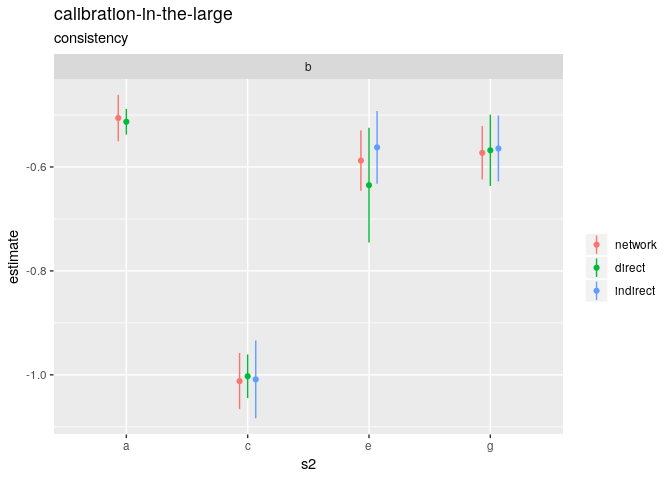 calibration-in-the-large
consistency
b
-0.6
-0.8
-1.0
a
c
e
g
s2
estimate
network
direct
indirect